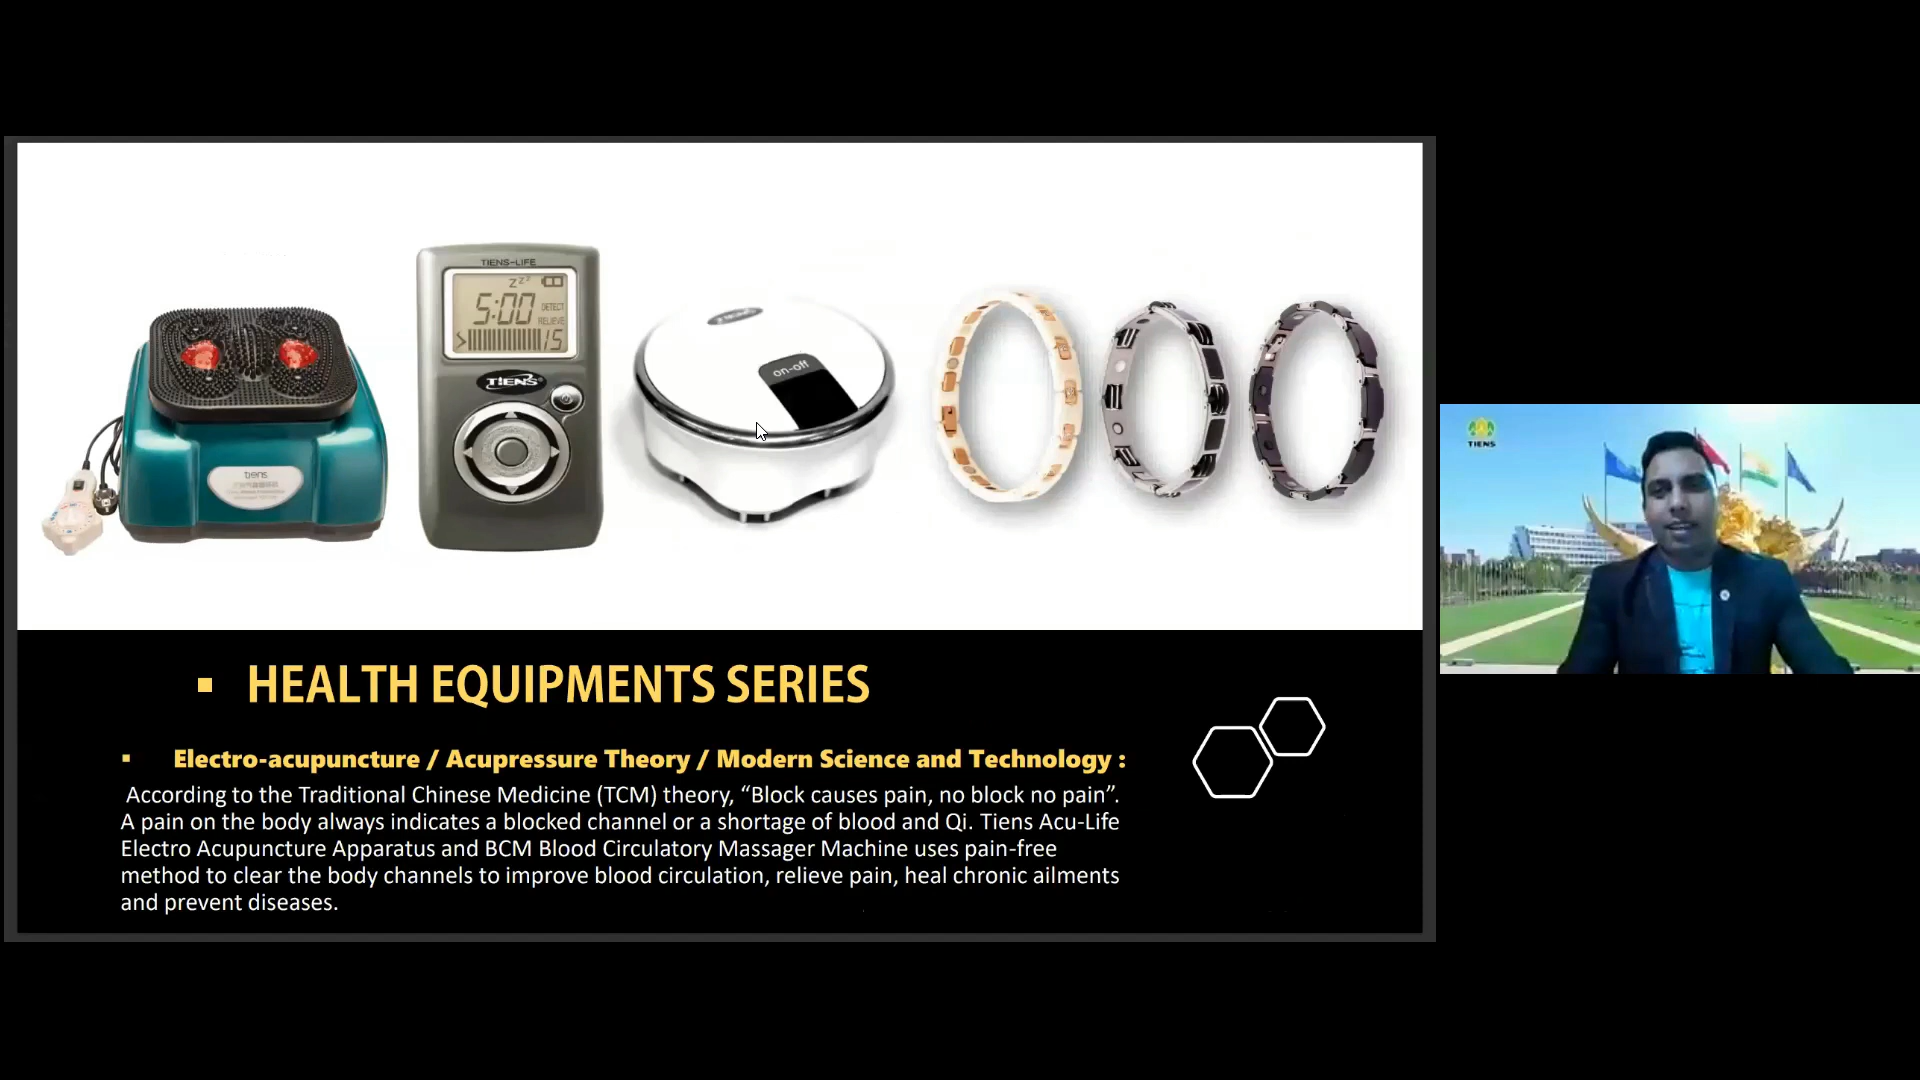 TIENS-LIFE
zzz
5:00
DETECT
RELIEVE
15
TIENS
TIENS
on-off
tiens
TIENS
▪ HEALTH EQUIPMENTS SERIES
▪ Electro-acupuncture / Acupressure Theory / Modern Science and Technology :
According to the Traditional Chinese Medicine (TCM) theory, “Block causes pain, no block no pain”.
A pain on the body always indicates a blocked channel or a shortage of blood and Qi. Tiens Acu-Life
Electro Acupuncture Apparatus and BCM Blood Circulatory Massager Machine uses pain-free
method to clear the body channels to improve blood circulation, relieve pain, heal chronic ailments
and prevent diseases.